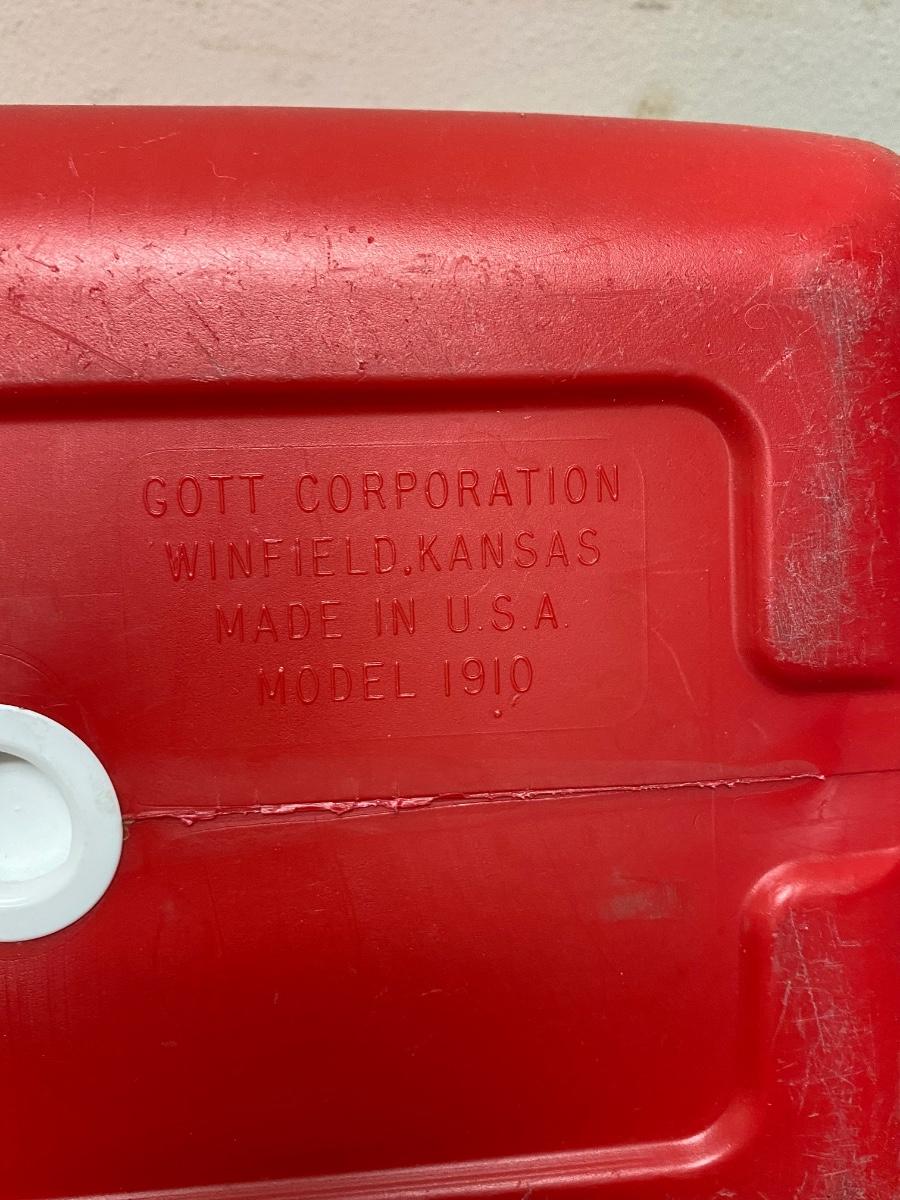 GOTT CORPORATION
WINFIELD, KANSAS
MADE IN U.S.A.
MODEL 1910